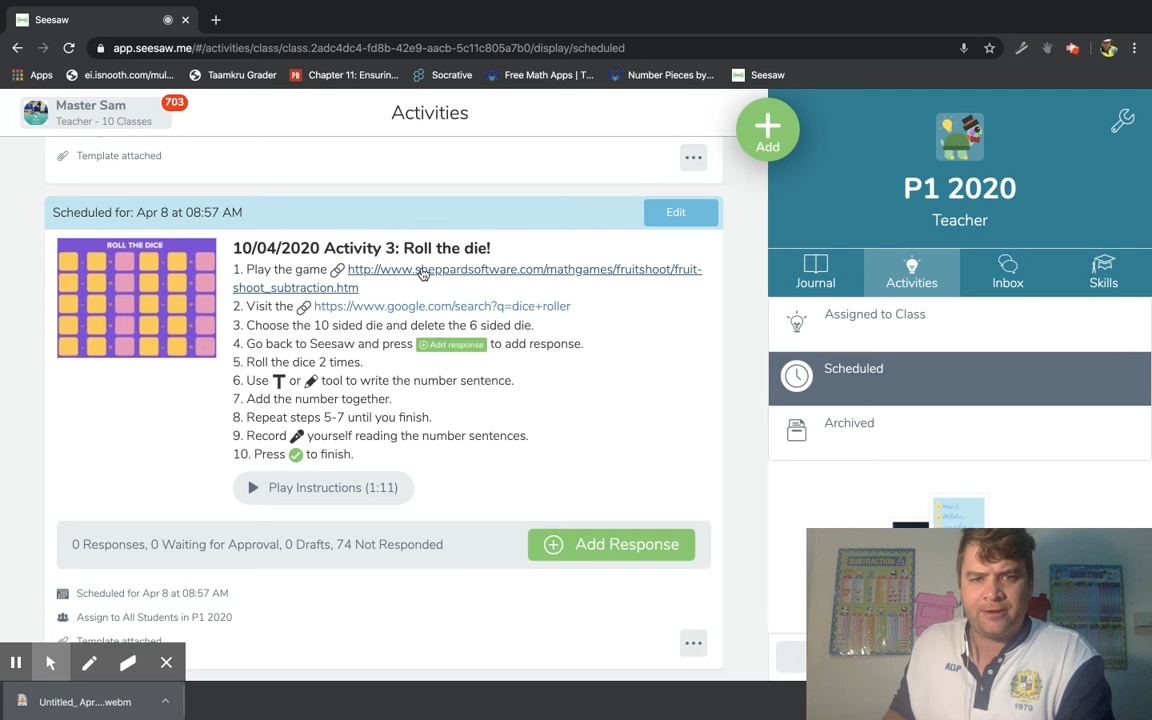 Seesaw
app.seesaw.me/#/activities/class/class.2adc4dc4-fd8b-42e9-aacb-5c11c805a7b0/display/scheduled
Apps
ei.isnooth.com/mul...
Taamkru Grader
Chapter 11: Ensurin...
Socrative
Free Math Apps | T...
Number Pieces by...
Seesaw
Master Sam
703
Teacher - 10 Classes
Activities
Add
P1 2020
Teacher
Journal
Activities
Inbox
Skills
Assigned to Class
Scheduled
Archived
Template attached
Scheduled for: Apr 8 at 08:57 AM
Edit
ROLL THE DICE
10/04/2020 Activity 3: Roll the die!
1. Play the game http://www.sheppardsoftware.com/mathgames/fruitshoot/fruit-
shoot_subtraction.htm
2. Visit the https://www.google.com/search?q=dice+roller
3. Choose the 10 sided die and delete the 6 sided die.
4. Go back to Seesaw and press Add response to add response.
5. Roll the dice 2 times.
6. Use T or tool to write the number sentence.
7. Add the number together.
8. Repeat steps 5-7 until you finish.
9. Record yourself reading the number sentences.
10. Press to finish.
Play Instructions (1:11)
0 Responses, 0 Waiting for Approval, 0 Drafts, 74 Not Responded
Add Response
Scheduled for Apr 8 at 08:57 AM
Assign to All Students in P1 2020
Template attached
Untitled_ Apr....webm
SUBTRACTION
1979